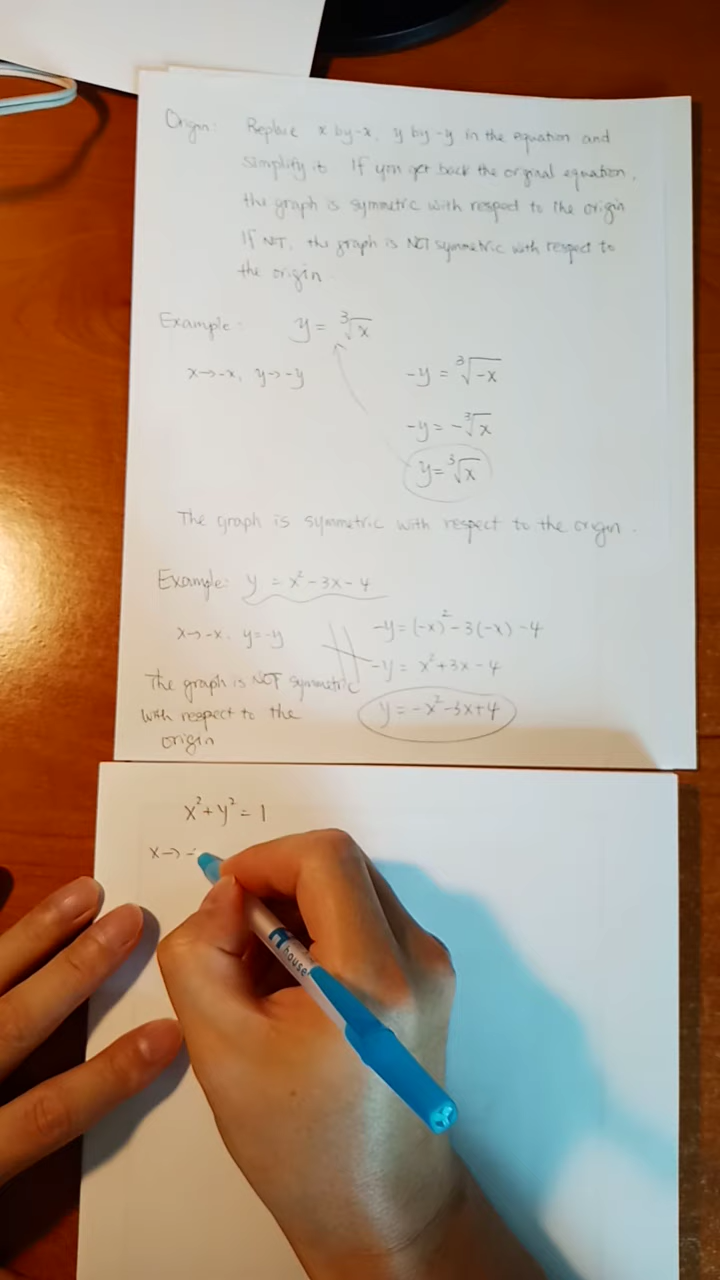 Origin: Replace x by -x, y by -y in the equation and
simplify it. If you get back the original equation,
the graph is symmetric with respect to the origin
If NOT, the graph is NOT symmetric with respect to
the origin.
Example: y = ∛x
x→-x, y→-y
-y = ∛-x
-y = -∛x
y = ∛x
The graph is symmetric with respect to the origin.
Example: y = x² - 3x - 4
x→-x, y=-y
-y = (-x)² - 3(-x) - 4
-y = x² + 3x - 4
y = -x² - 3x + 4
The graph is NOT symmetric
with respect to the
origin
x² + y² = 1
x→ -
house